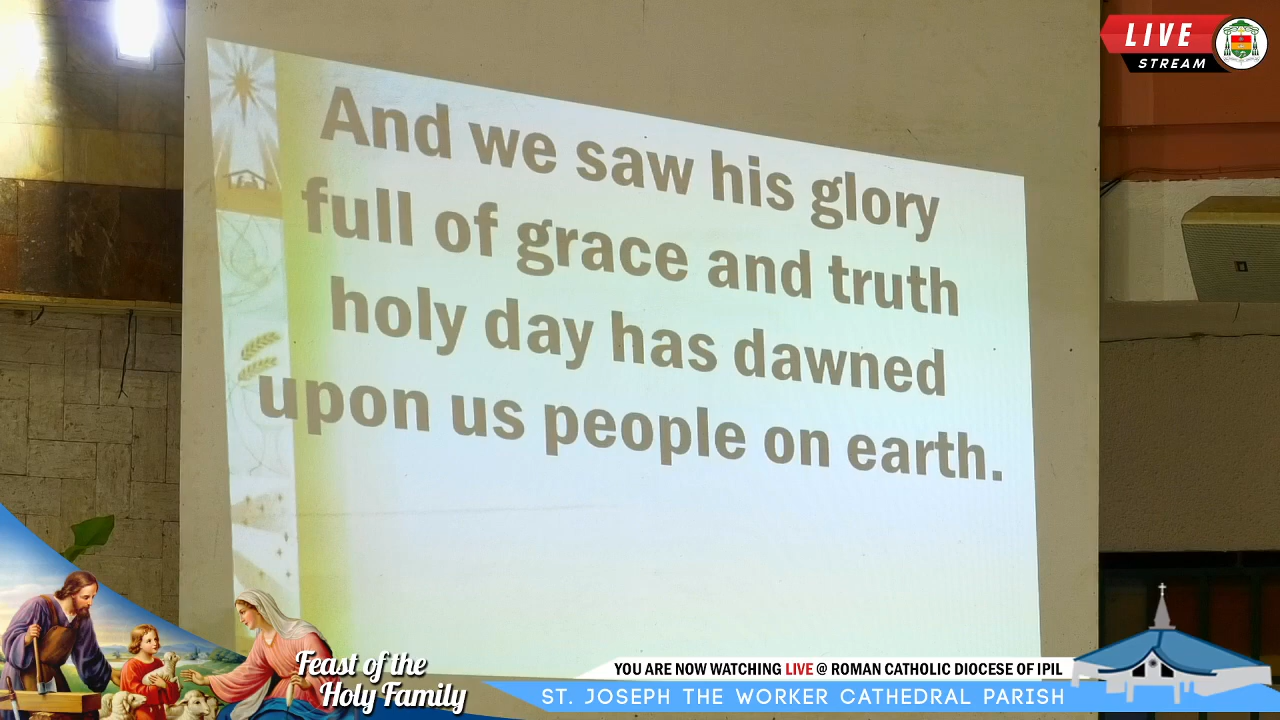 LIVE
STREAM
And we saw his glory
full of grace and truth
holy day has dawned
upon us people on earth.
Feast of the
Holy Family
YOU ARE NOW WATCHING LIVE @ ROMAN CATHOLIC DIOCESE OF IPIL
ST. JOSEPH THE WORKER CATHEDRAL PARISH